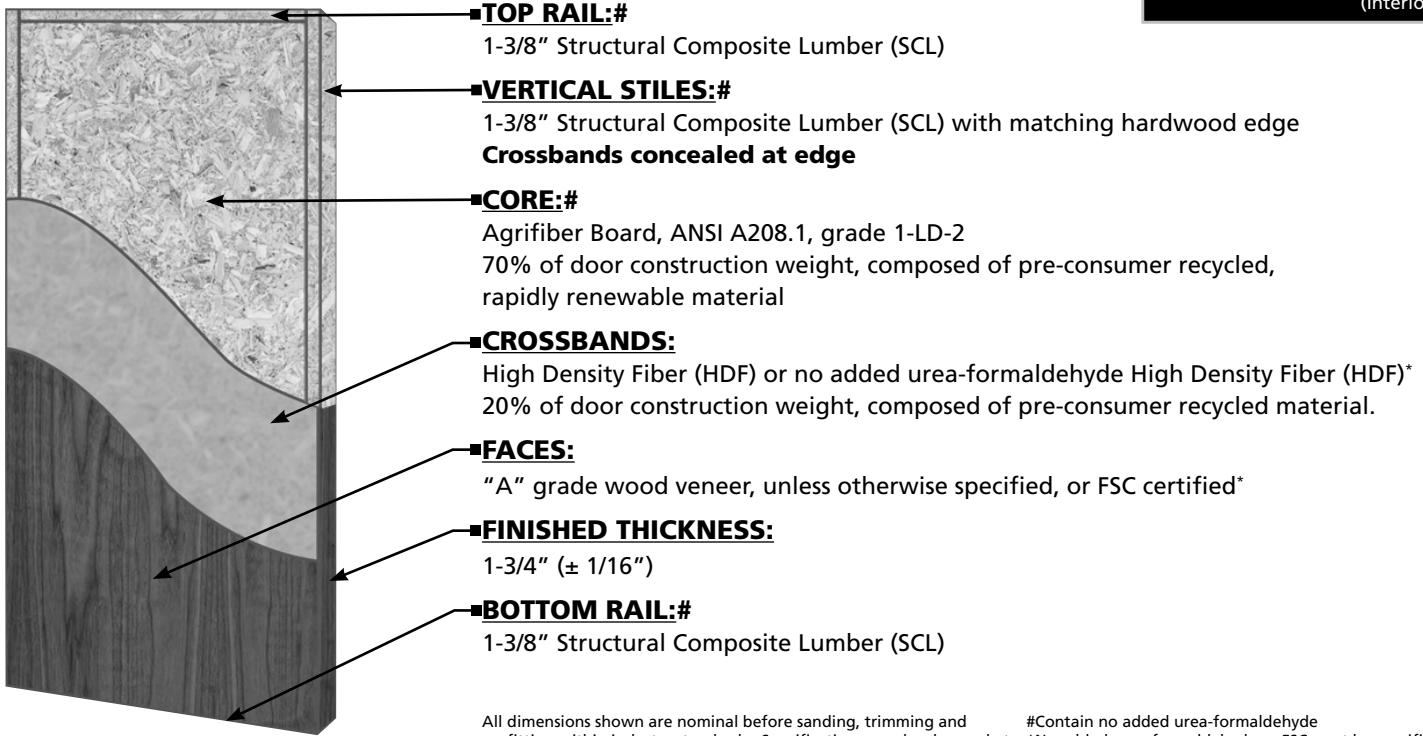 (interio
TOP RAIL:#
1-3/8" Structural Composite Lumber (SCL)
VERTICAL STILES:#
1-3/8" Structural Composite Lumber (SCL) with matching hardwood edge
Crossbands concealed at edge
CORE:#
Agrifiber Board, ANSI A208.1, grade 1-LD-2
70% of door construction weight, composed of pre-consumer recycled,
rapidly renewable material
CROSSBANDS:
High Density Fiber (HDF) or no added urea-formaldehyde High Density Fiber (HDF)*
20% of door construction weight, composed of pre-consumer recycled material.
FACES:
"A" grade wood veneer, unless otherwise specified, or FSC certified*
FINISHED THICKNESS:
1-3/4" (± 1/16")
BOTTOM RAIL:#
1-3/8" Structural Composite Lumber (SCL)
All dimensions shown are nominal before sanding, trimming and
#Contain no added urea-formaldehyde